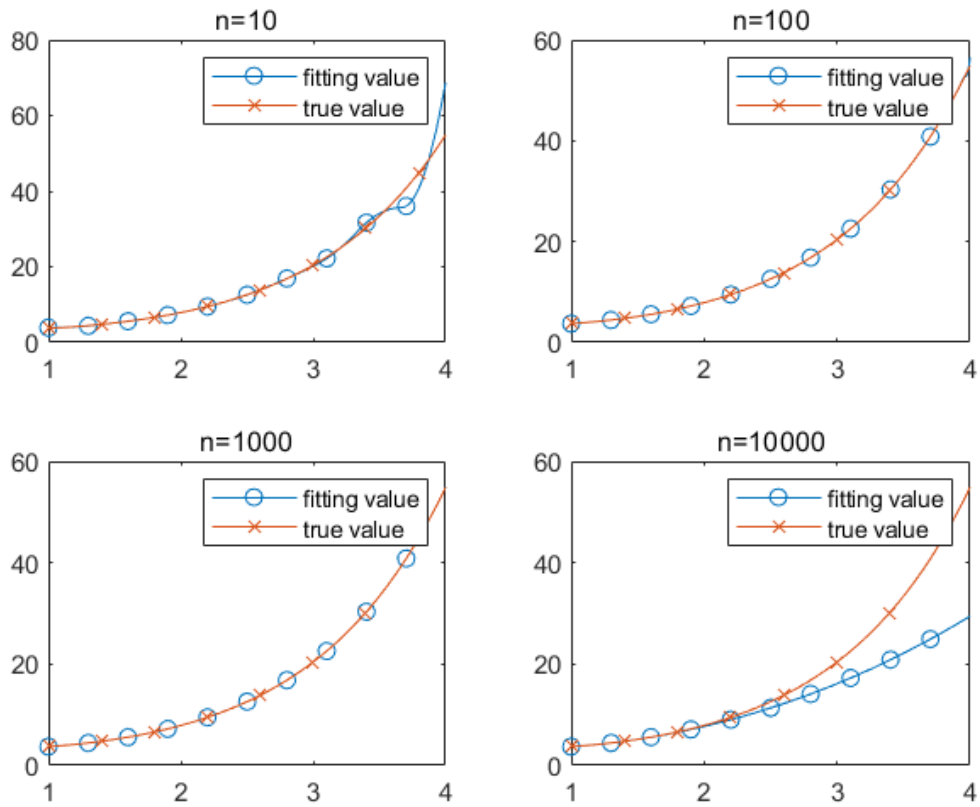 n=10
80
60
40
20
0
1 2 3 4
fitting value
true value
n=100
60
40
20
0
1 2 3 4
fitting value
true value
n=1000
60
40
20
0
1 2 3 4
fitting value
true value
n=10000
60
40
20
0
1 2 3 4
fitting value
true value